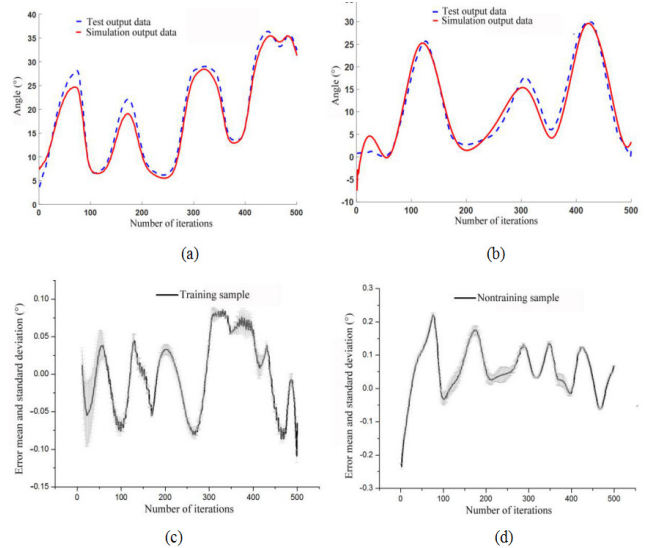 Test output data
Simulation output data
40
35
30
25
20
15
10
5
0
Angle (°)
0 100 200 300 400 500
Number of iterations
(a)
Test output data
Simulation output data
30
25
20
15
10
5
0
-5
-10
Angle (°)
0 100 200 300 400 500
Number of iterations
(b)
Training sample
0.10
0.05
0.00
-0.05
-0.10
-0.15
Error mean and standard deviation (°)
0 100 200 300 400 500
Number of iterations
(c)
Nontraining sample
0.3
0.2
0.1
0.0
-0.1
-0.2
-0.3
Error mean and standard deviation (°)
0 100 200 300 400 500
Number of iterations
(d)